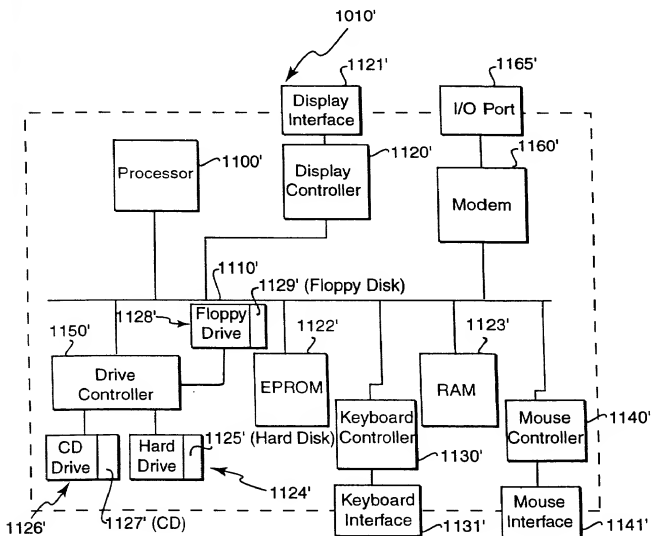 1010'
1121'
1165'
Display
Interface
I/O Port
1100'
1120'
1160'
Processor
Display
Controller
Modem
1110'
1129' (Floppy Disk)
1128'
Floppy
Drive
1150'
1122'
1123'
Drive
Controller
EPROM
RAM
Keyboard
Controller
Mouse
Controller
1140'
CD
Drive
Hard
Drive
1125' (Hard Disk)
1130'
1124'
1126'
1127' (CD)
Keyboard
Interface
1131'
Mouse
Interface
1141'